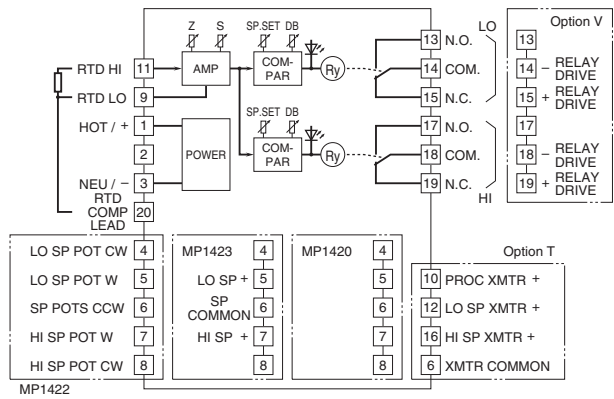 Z S SP.SET DB
RTD HI 11 AMP COM-
PAR Ry
RTD LO 9
HOT / + 1
2 POWER
NEU / − 3
RTD
COMP
LEAD 20
SP.SET DB
COM-
PAR Ry
LO
13 N.O.
14 COM.
15 N.C.
17 N.O.
18 COM.
19 N.C.
HI
Option V
13
14 − RELAY
DRIVE
15 + RELAY
DRIVE
17
18 − RELAY
DRIVE
19 + RELAY
DRIVE
LO SP POT CW 4
LO SP POT W 5
SP POTS CCW 6
HI SP POT W 7
HI SP POT CW 8
MP1422
MP1423 4
LO SP + 5
SP
COMMON 6
HI SP + 7
8
MP1420 4
5
6
7
8
Option T
10 PROC XMTR +
12 LO SP XMTR +
16 HI SP XMTR +
6 XMTR COMMON